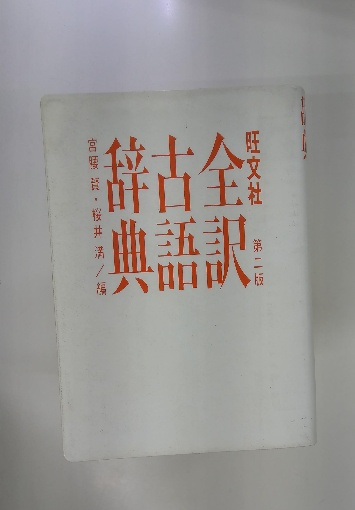 旺文社
全訳
古語
辞典
第二版
宮腰 賢・桜井 満/編